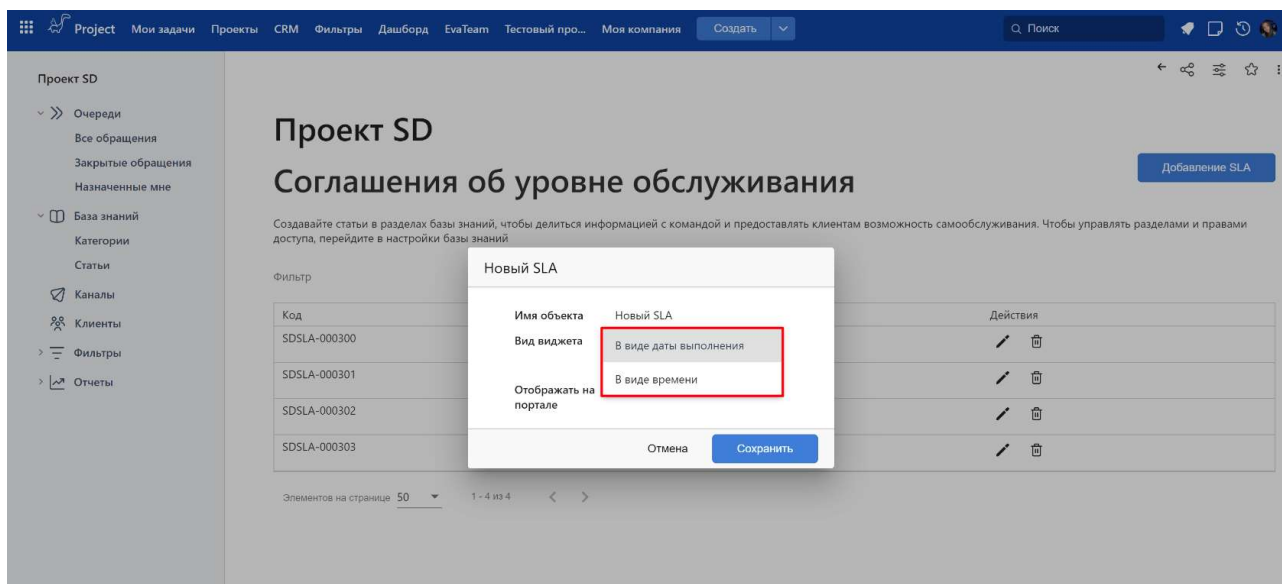 Project Мои задачи Проекты CRM Фильтры Дашборд EvaTeam Тестовый про... Моя компания Создать Поиск
Проект SD
Очереди
Все обращения
Закрытые обращения
Назначенные мне
База знаний
Категории
Статьи
Каналы
Клиенты
Фильтры
Отчеты
Проект SD
Соглашения об уровне обслуживания
Добавление SLA
Создавайте статьи в разделах базы знаний, чтобы делиться информацией с командой и предоставлять клиентам возможность самообслуживания. Чтобы управлять разделами и правами
доступа, перейдите в настройки базы знаний
Фильтр
Код Действия
SDSLA-000300
SDSLA-000301
SDSLA-000302
SDSLA-000303
Элементов на странице 50 1 - 4 из 4
Новый SLA
Имя объекта Новый SLA
Вид виджета В виде даты выполнения
В виде времени
Отображать на
портале
Отмена Сохранить